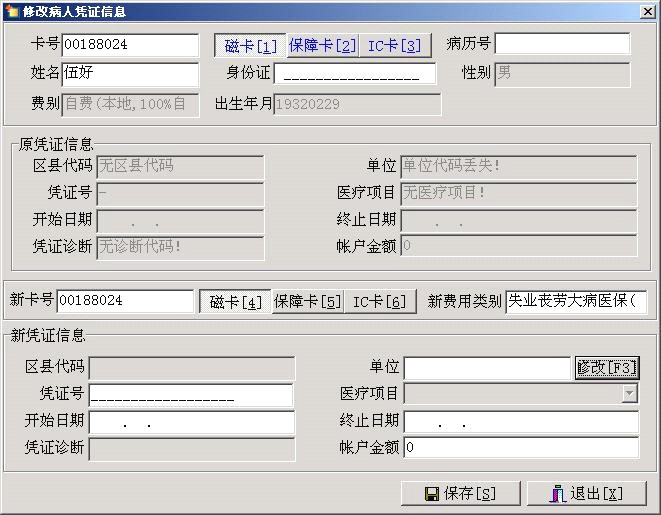 修改病人凭证信息
卡号 00188024 磁卡[1] 保障卡[2] IC卡[3] 病历号
姓名 伍好 身份证 _________________ 性别 男
费别 自费(本地,100%自 出生年月 19320229
原凭证信息
区县代码 无区县代码 单位 单位代码丢失!
凭证号 - 医疗项目 无医疗项目!
开始日期 . . 终止日期 . .
凭证诊断 无诊断代码! 帐户金额 0
新卡号 00188024 磁卡[4] 保障卡[5] IC卡[6] 新费用类别 失业丧劳大病医保(
新凭证信息
区县代码 单位 修改[F3]
凭证号 __________________ 医疗项目
开始日期 . . 终止日期 . .
凭证诊断 帐户金额 0
保存[S] 退出[X]